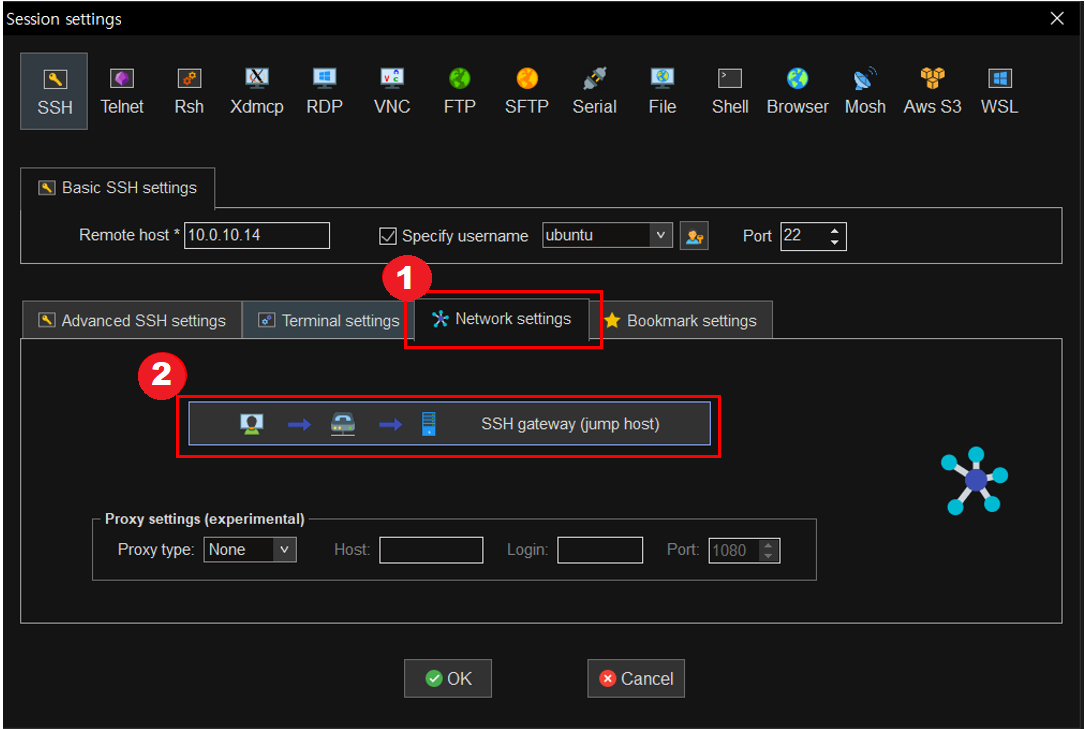 Session settings
SSH Telnet Rsh Xdmcp RDP VNC FTP SFTP Serial File Shell Browser Mosh Aws S3 WSL
Basic SSH settings
Remote host * 10.0.10.14 Specify username ubuntu Port 22
1
Advanced SSH settings Terminal settings Network settings Bookmark settings
2
SSH gateway (jump host)
Proxy settings (experimental)
Proxy type: None Host: Login: Port: 1080
OK Cancel